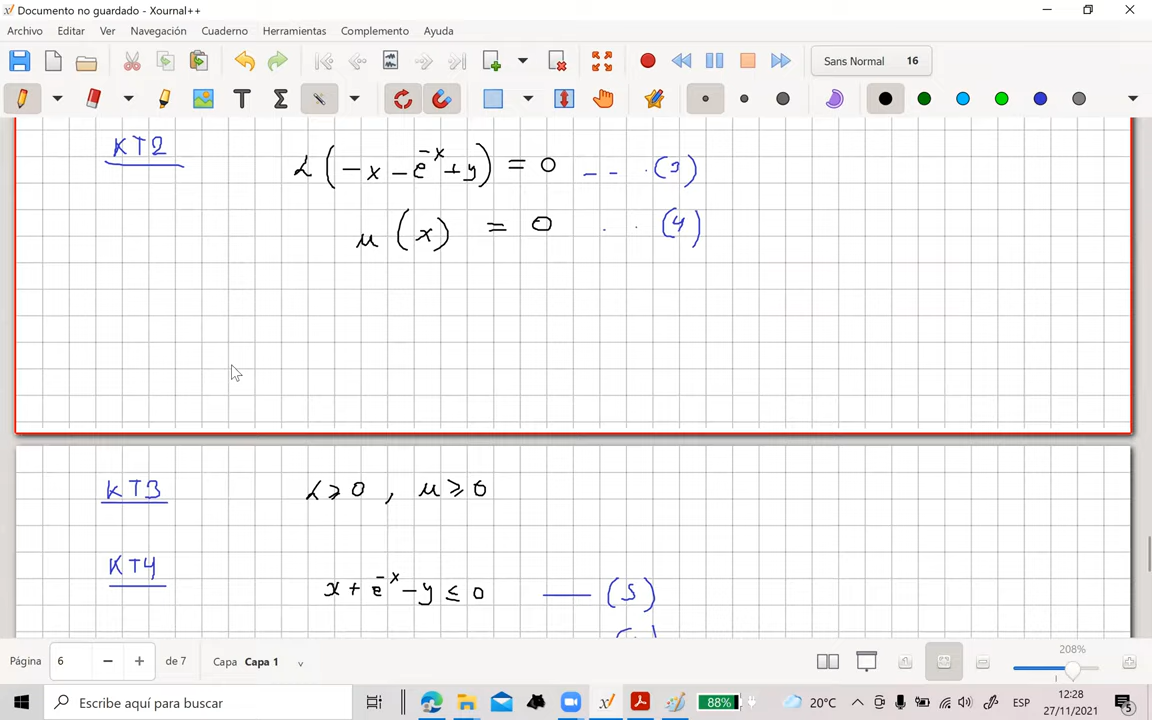 Documento no guardado - Xournal++
Archivo Editar Ver Navegación Cuaderno Herramientas Complemento Ayuda
Sans Normal 16
KT2
λ(-x - e^{-x} + y) = 0 -- · (3)
μ(x) = 0 · · (4)
KT3
λ ≥ 0 , μ ≥ 0
KT4
x + e^{-x} - y ≤ 0 — (5)
Página 6 de 7 Capa Capa 1
208%
Escribe aquí para buscar
88%
20°C
ESP
12:28
27/11/2021
5